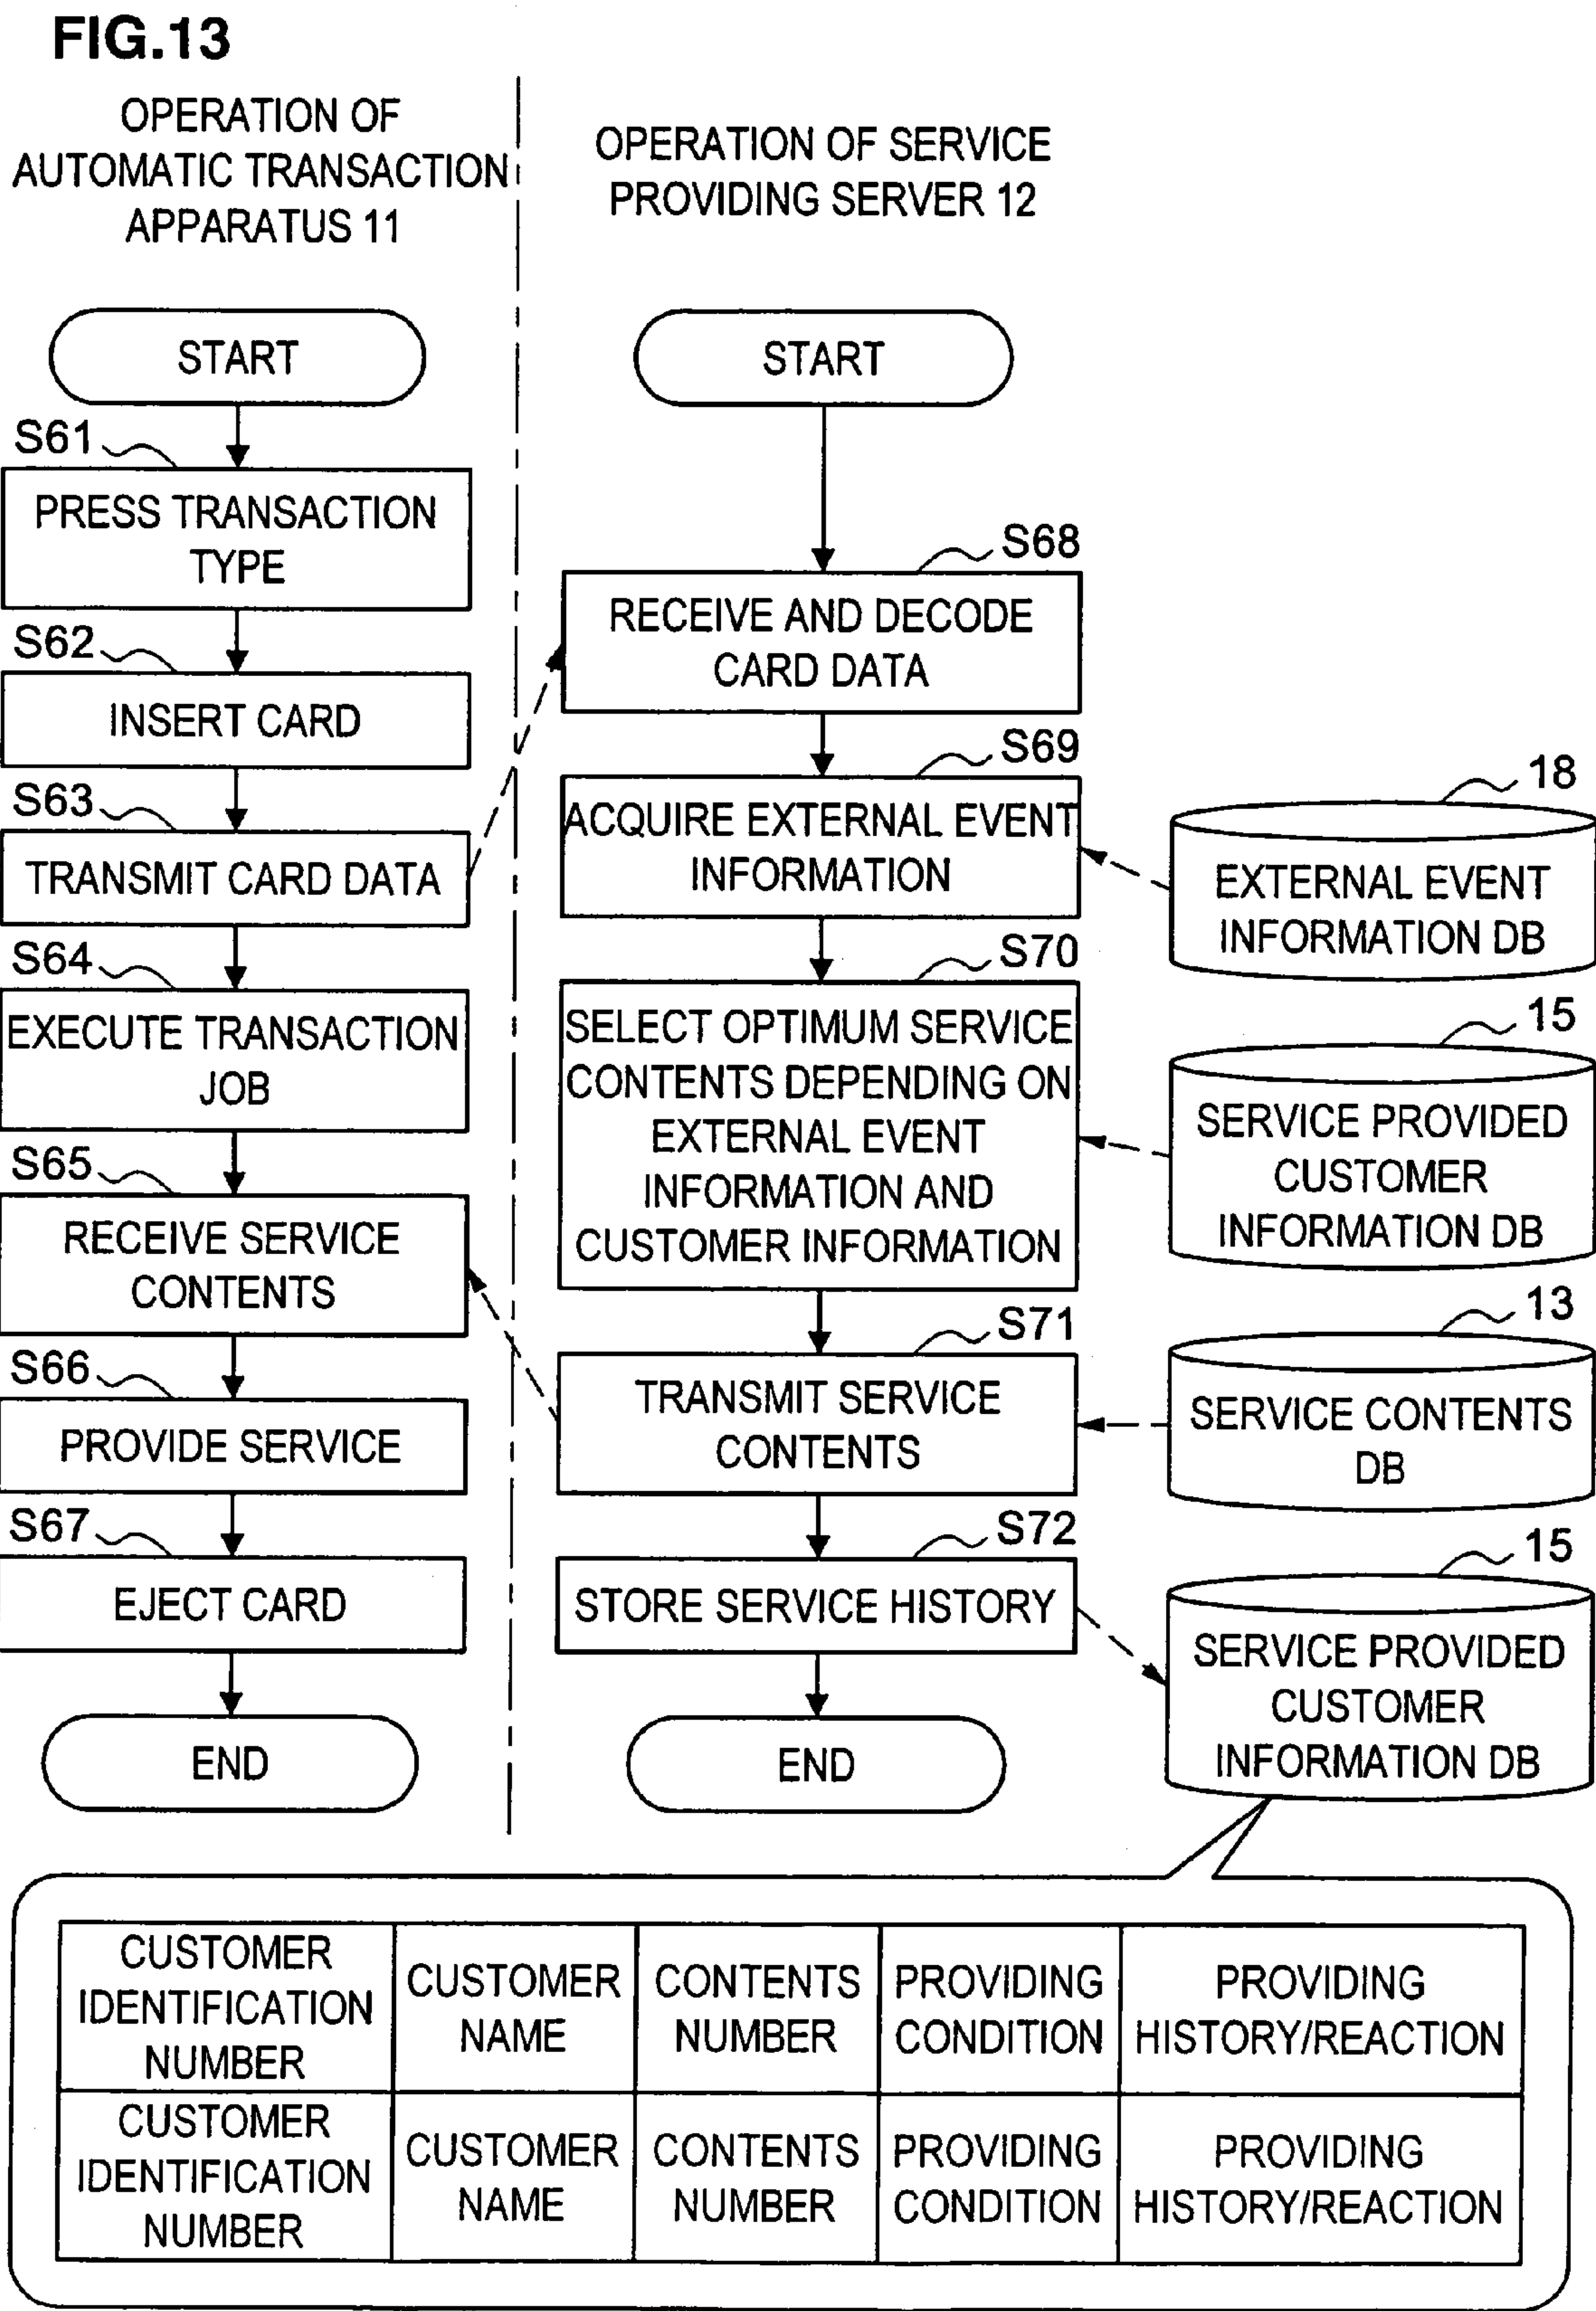 FIG.13
OPERATION OF
AUTOMATIC TRANSACTION
APPARATUS 11
OPERATION OF SERVICE
PROVIDING SERVER 12
START
S61
PRESS TRANSACTION
TYPE
S62
INSERT CARD
S63
TRANSMIT CARD DATA
S64
EXECUTE TRANSACTION
JOB
S65
RECEIVE SERVICE
CONTENTS
S66
PROVIDE SERVICE
S67
EJECT CARD
END
START
S68
RECEIVE AND DECODE
CARD DATA
S69
ACQUIRE EXTERNAL EVENT
INFORMATION
S70
SELECT OPTIMUM SERVICE
CONTENTS DEPENDING ON
EXTERNAL EVENT
INFORMATION AND
CUSTOMER INFORMATION
S71
TRANSMIT SERVICE
CONTENTS
S72
STORE SERVICE HISTORY
END
18
EXTERNAL EVENT
INFORMATION DB
15
SERVICE PROVIDED
CUSTOMER
INFORMATION DB
13
SERVICE CONTENTS
DB
15
SERVICE PROVIDED
CUSTOMER
INFORMATION DB
CUSTOMER
IDENTIFICATION
NUMBER
CUSTOMER
NAME
CONTENTS
NUMBER
PROVIDING
CONDITION
PROVIDING
HISTORY/REACTION
CUSTOMER
IDENTIFICATION
NUMBER
CUSTOMER
NAME
CONTENTS
NUMBER
PROVIDING
CONDITION
PROVIDING
HISTORY/REACTION